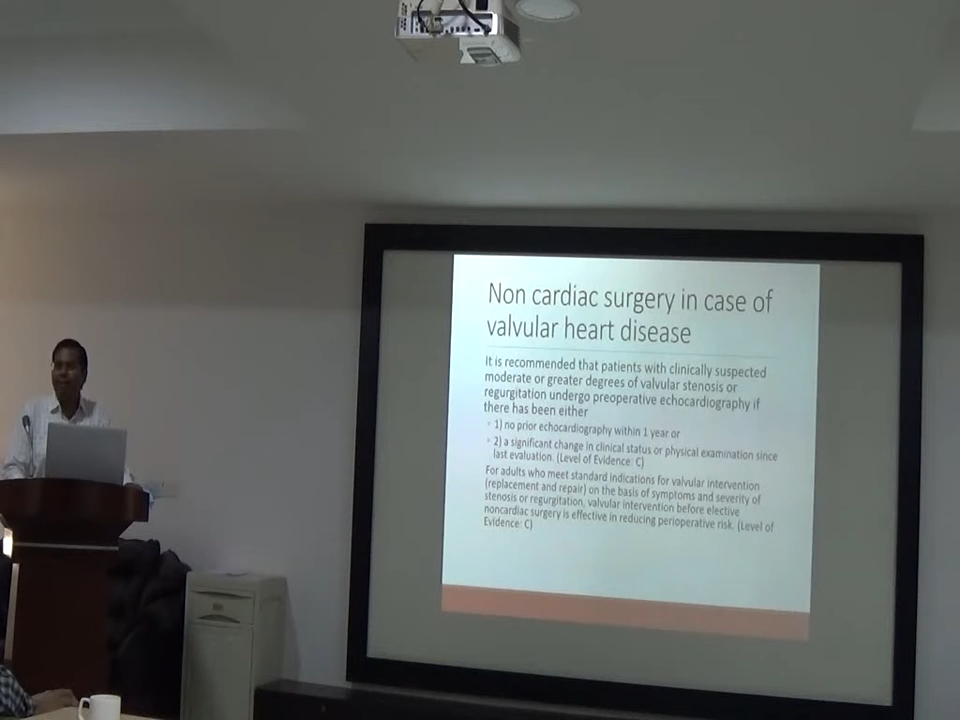 Non cardiac surgery in case of
valvular heart disease
It is recommended that patients with clinically suspected
moderate or greater degrees of valvular stenosis or
regurgitation undergo preoperative echocardiography if
there has been either
1) no prior echocardiography within 1 year or
2) a significant change in clinical status or physical examination since
last evaluation. (Level of Evidence: C)
For adults who meet standard indications for valvular intervention
(replacement and repair) on the basis of symptoms and severity of
stenosis or regurgitation, valvular intervention before elective
noncardiac surgery is effective in reducing perioperative risk. (Level of
Evidence: C)